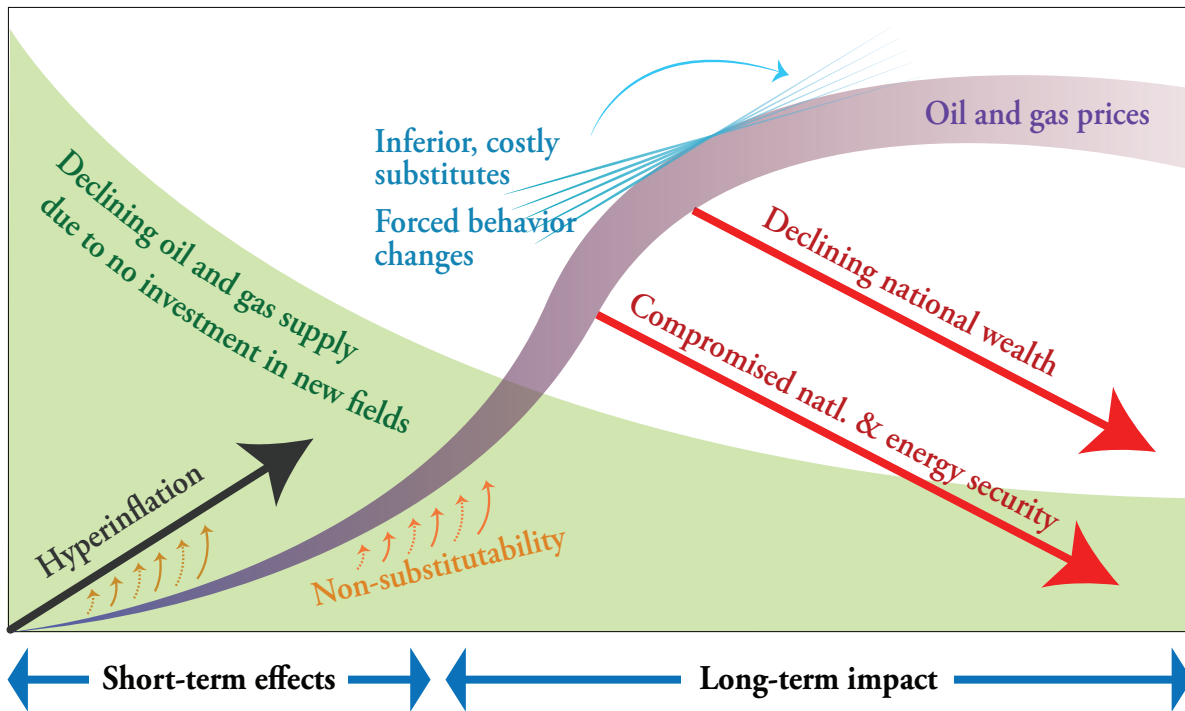 Oil and gas prices
Inferior, costly
substitutes
Forced behavior
changes
Declining oil and gas supply
due to no investment in new fields
Declining national wealth
Compromised natl. & energy security
Hyperinflation
Non-substitutability
Short-term effects
Long-term impact